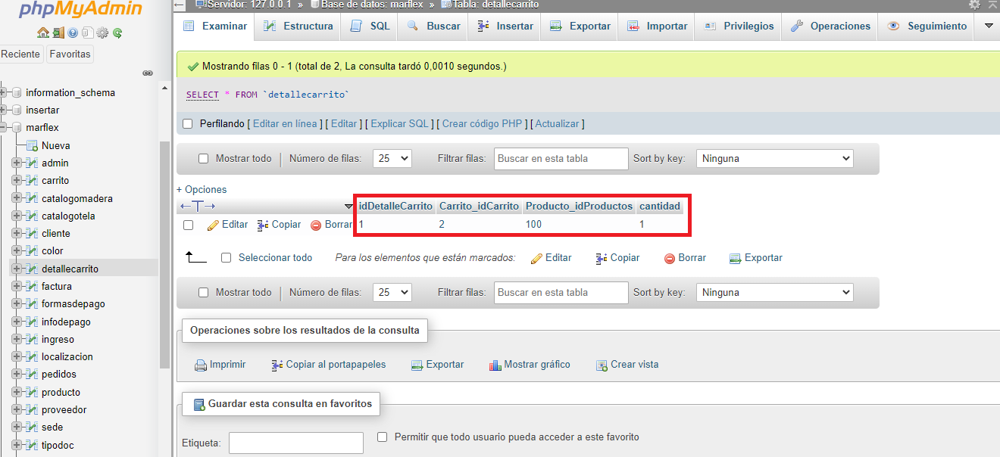 phpMyAdmin
Reciente Favoritas
information_schema
insertar
marflex
Nueva
admin
carrito
catalogomadera
catalogotela
cliente
color
detallecarrito
factura
formasdepago
infodepago
ingreso
localizacion
pedidos
producto
proveedor
sede
tipodoc
Servidor: 127.0.0.1 » Base de datos: marflex » Tabla: detallecarrito
Examinar Estructura SQL Buscar Insertar Exportar Importar Privilegios Operaciones Seguimiento
Mostrando filas 0 - 1 (total de 2, La consulta tardó 0,0010 segundos.)
SELECT * FROM `detallecarrito`
Perfilando [ Editar en línea ] [ Editar ] [ Explicar SQL ] [ Crear código PHP ] [ Actualizar ]
Mostrar todo | Número de filas: 25 Filtrar filas: Buscar en esta tabla Sort by key: Ninguna
+ Opciones
←T→ idDetalleCarrito Carrito_idCarrito Producto_idProductos cantidad
Editar Copiar Borrar 1 2 100 1
Seleccionar todo Para los elementos que están marcados: Editar Copiar Borrar Exportar
Mostrar todo | Número de filas: 25 Filtrar filas: Buscar en esta tabla Sort by key: Ninguna
Operaciones sobre los resultados de la consulta
Imprimir Copiar al portapapeles Exportar Mostrar gráfico Crear vista
Guardar esta consulta en favoritos
Etiqueta: Permitir que todo usuario pueda acceder a este favorito